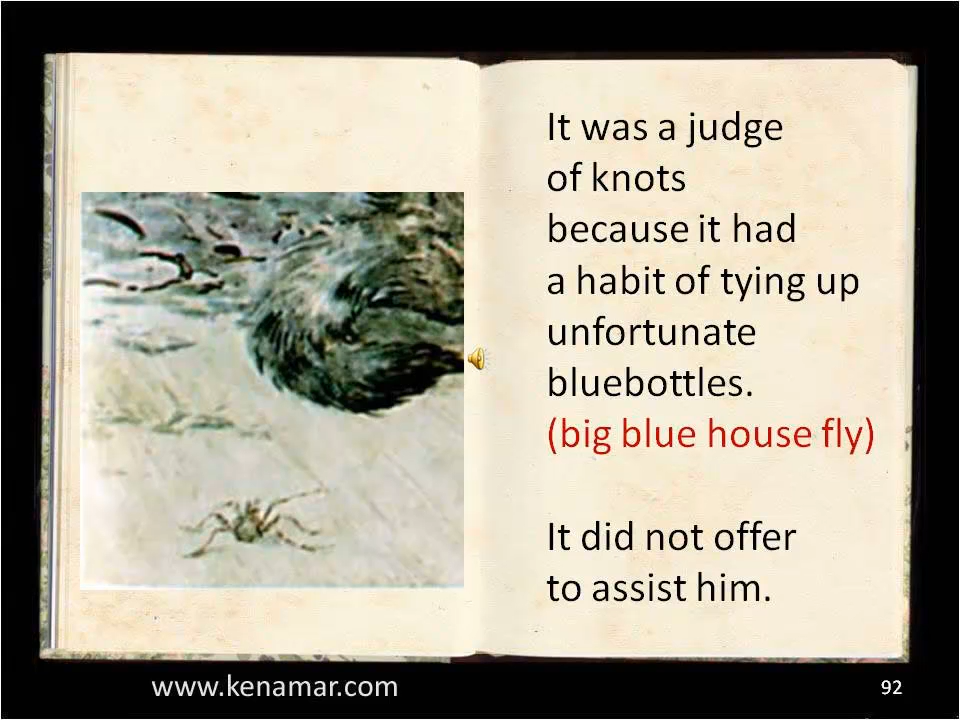 It was a judge
of knots
because it had
a habit of tying up
unfortunate
bluebottles.
(big blue house fly)
It did not offer
to assist him.
www.kenamar.com
92